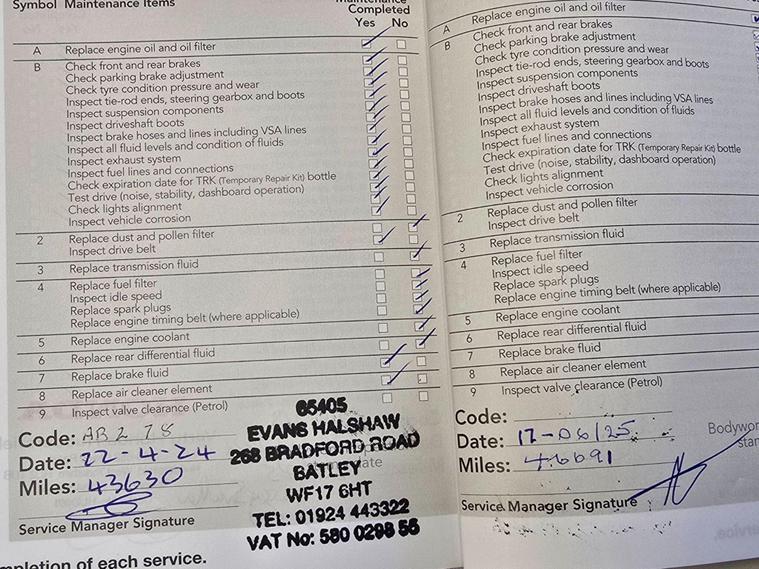 Symbol Maintenance Items
Maintenance
Completed
Yes No
A Replace engine oil and oil filter
B Check front and rear brakes
Check parking brake adjustment
Check tyre condition pressure and wear
Inspect tie-rod ends, steering gearbox and boots
Inspect suspension components
Inspect driveshaft boots
Inspect brake hoses and lines including VSA lines
Inspect all fluid levels and condition of fluids
Inspect exhaust system
Inspect fuel lines and connections
Check expiration date for TRK (Temporary Repair Kit) bottle
Test drive (noise, stability, dashboard operation)
Check lights alignment
Inspect vehicle corrosion
2 Replace dust and pollen filter
Inspect drive belt
3 Replace transmission fluid
4 Replace fuel filter
Inspect idle speed
Replace spark plugs
Replace engine timing belt (where applicable)
5 Replace engine coolant
6 Replace rear differential fluid
7 Replace brake fluid
8 Replace air cleaner element
9 Inspect valve clearance (Petrol)
Code: AB2 78
Date: 22-4-24
Miles: 43630
Service Manager Signature
mpletion of each service.
65405
EVANS HALSHAW
268 BRADFORD ROAD
BATLEY
WF17 6HT
TEL: 01924 443322
VAT No: 580 0298 55
A Replace engine oil and oil filter
B Check front and rear brakes
Check parking brake adjustment
Check tyre condition pressure and wear
Inspect tie-rod ends, steering gearbox and boots
Inspect suspension components
Inspect driveshaft boots
Inspect brake hoses and lines including VSA lines
Inspect all fluid levels and condition of fluids
Inspect exhaust system
Inspect fuel lines and connections
Check expiration date for TRK (Temporary Repair Kit) bottle
Test drive (noise, stability, dashboard operation)
Check lights alignment
Inspect vehicle corrosion
2 Replace dust and pollen filter
Inspect drive belt
3 Replace transmission fluid
4 Replace fuel filter
Inspect idle speed
Replace spark plugs
Replace engine timing belt (where applicable)
5 Replace engine coolant
6 Replace rear differential fluid
7 Replace brake fluid
8 Replace air cleaner element
9 Inspect valve clearance (Petrol)
Code:
Date: 17-06/25
Miles: 46691
Service Manager Signature
Bodywor
star